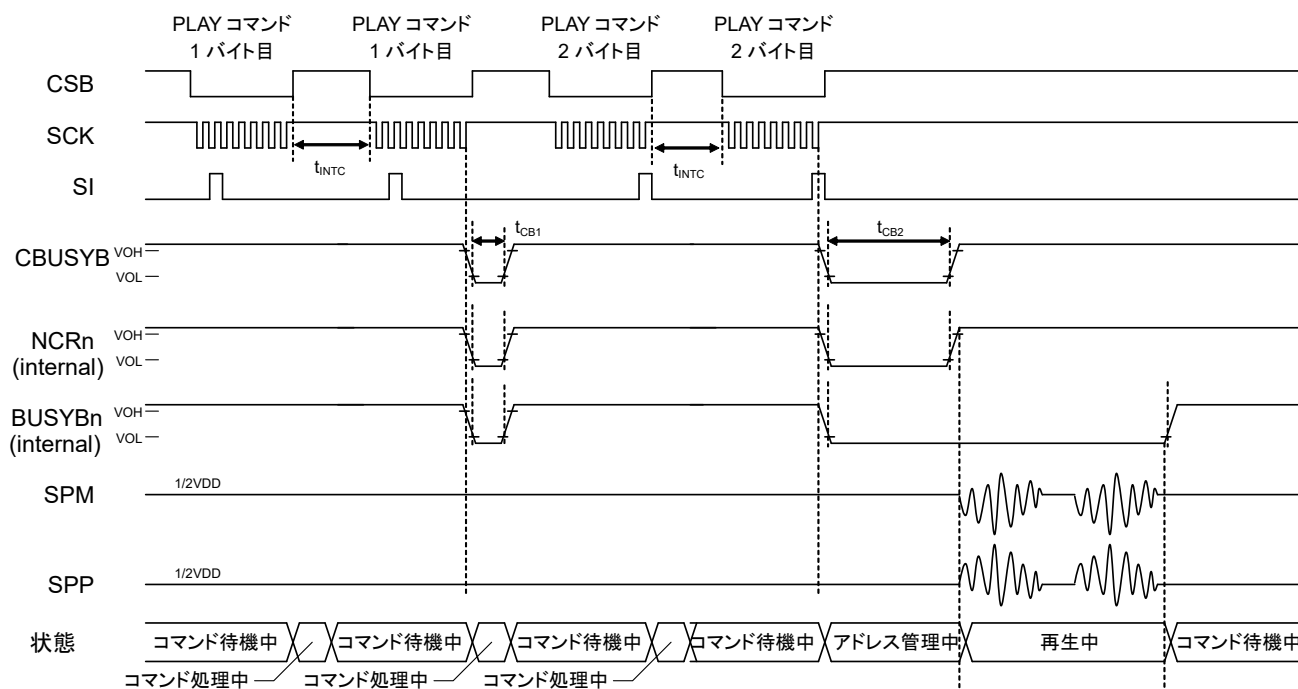 PLAY コマンド
1 バイト目
PLAY コマンド
1 バイト目
PLAY コマンド
2 バイト目
PLAY コマンド
2 バイト目
CSB
SCK
tINTC
tINTC
SI
tCB1
tCB2
CBUSYB
VOH
VOL
NCRn
(internal)
VOH
VOL
BUSYBn
(internal)
VOH
VOL
SPM
1/2VDD
SPP
1/2VDD
状態
コマンド待機中
コマンド待機中
コマンド待機中
コマンド待機中
アドレス管理中
再生中
コマンド待機中
コマンド処理中
コマンド処理中
コマンド処理中